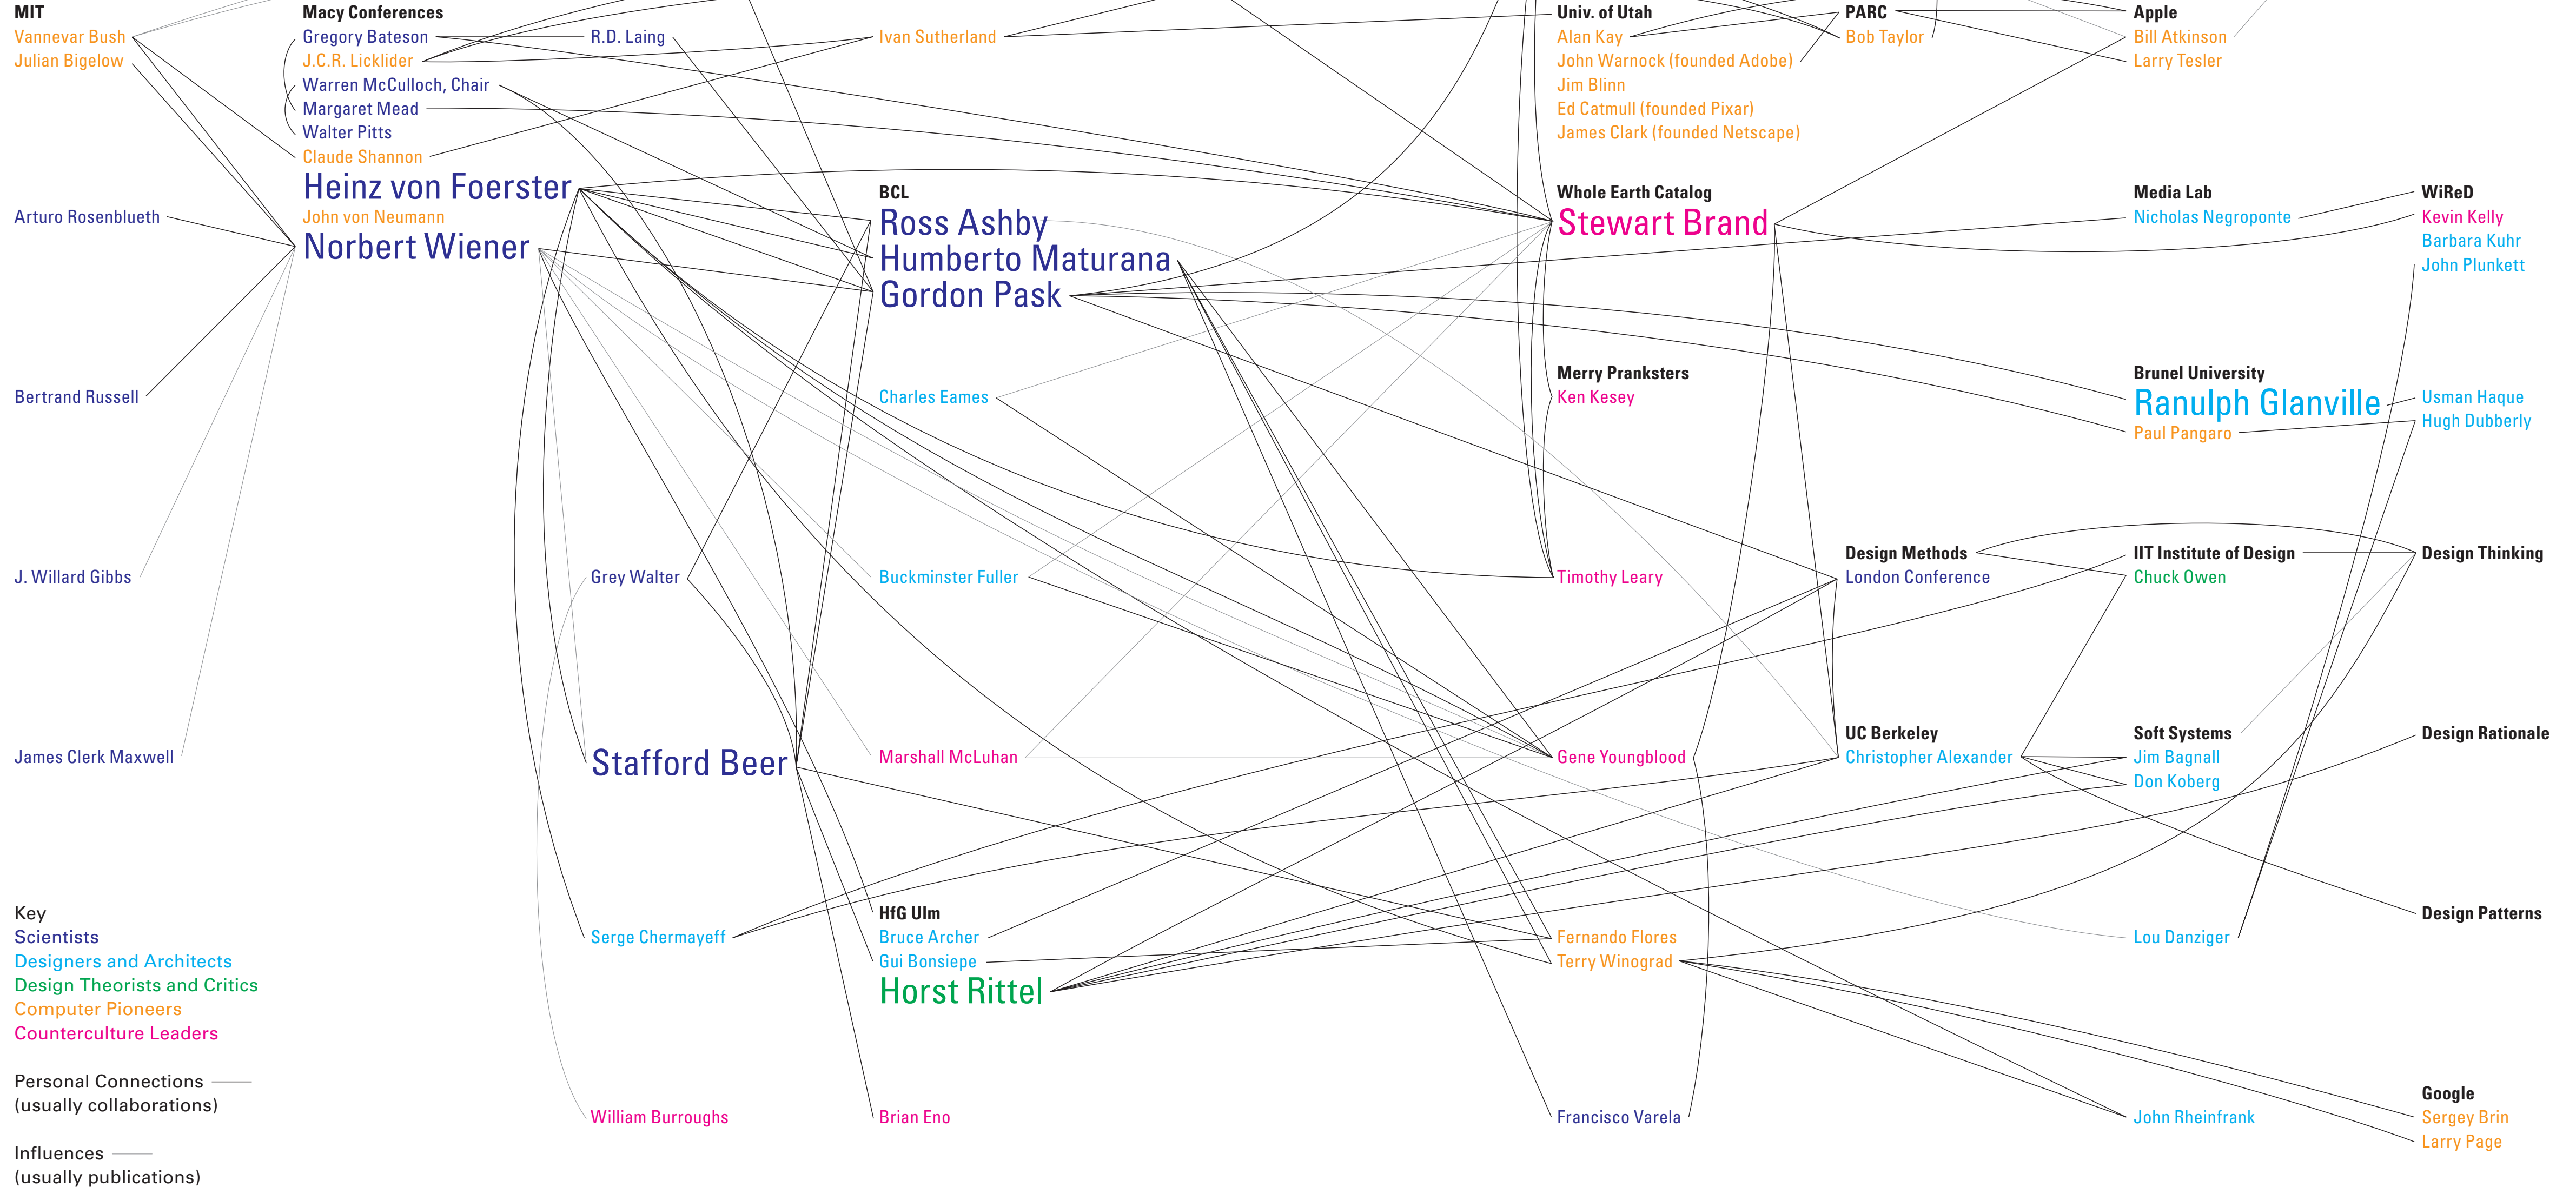 MIT
Vannevar Bush
Julian Bigelow
Arturo Rosenblueth
Bertrand Russell
J. Willard Gibbs
James Clerk Maxwell
Key
Scientists
Designers and Architects
Design Theorists and Critics
Computer Pioneers
Counterculture Leaders
Personal Connections
(usually collaborations)
Influences
(usually publications)
Macy Conferences
Gregory Bateson
J.C.R. Licklider
Warren McCulloch, Chair
Margaret Mead
Walter Pitts
Claude Shannon
Heinz von Foerster
John von Neumann
Norbert Wiener
R.D. Laing
Grey Walter
Stafford Beer
Serge Chermayeff
William Burroughs
Ivan Sutherland
BCL
Ross Ashby
Humberto Maturana
Gordon Pask
Charles Eames
Buckminster Fuller
Marshall McLuhan
HfG Ulm
Bruce Archer
Gui Bonsiepe
Horst Rittel
Brian Eno
Univ. of Utah
Alan Kay
John Warnock (founded Adobe)
Jim Blinn
Ed Catmull (founded Pixar)
James Clark (founded Netscape)
Whole Earth Catalog
Stewart Brand
Merry Pranksters
Ken Kesey
Timothy Leary
Gene Youngblood
Fernando Flores
Terry Winograd
Francisco Varela
PARC
Bob Taylor
Design Methods
London Conference
UC Berkeley
Christopher Alexander
Apple
Bill Atkinson
Larry Tesler
Media Lab
Nicholas Negroponte
Brunel University
Ranulph Glanville
Paul Pangaro
IIT Institute of Design
Chuck Owen
Soft Systems
Jim Bagnall
Don Koberg
Lou Danziger
John Rheinfrank
WiReD
Kevin Kelly
Barbara Kuhr
John Plunkett
Usman Haque
Hugh Dubberly
Design Thinking
Design Rationale
Design Patterns
Google
Sergey Brin
Larry Page